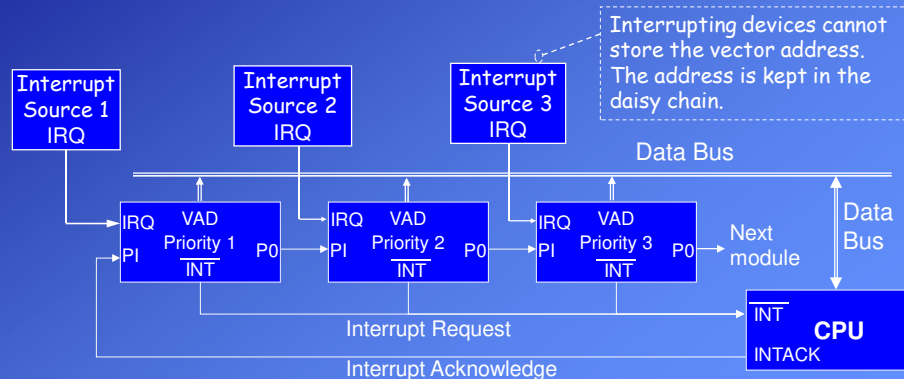 Interrupting devices cannot
store the vector address.
The address is kept in the
daisy chain.
Interrupt
Source 1
IRQ
Interrupt
Source 2
IRQ
Interrupt
Source 3
IRQ
Data Bus
IRQ
VAD
Priority 1
PI
P0
INT
IRQ
VAD
Priority 2
PI
P0
INT
IRQ
VAD
Priority 3
PI
P0
INT
Next
module
Data
Bus
Interrupt Request
INT
CPU
INTACK
Interrupt Acknowledge